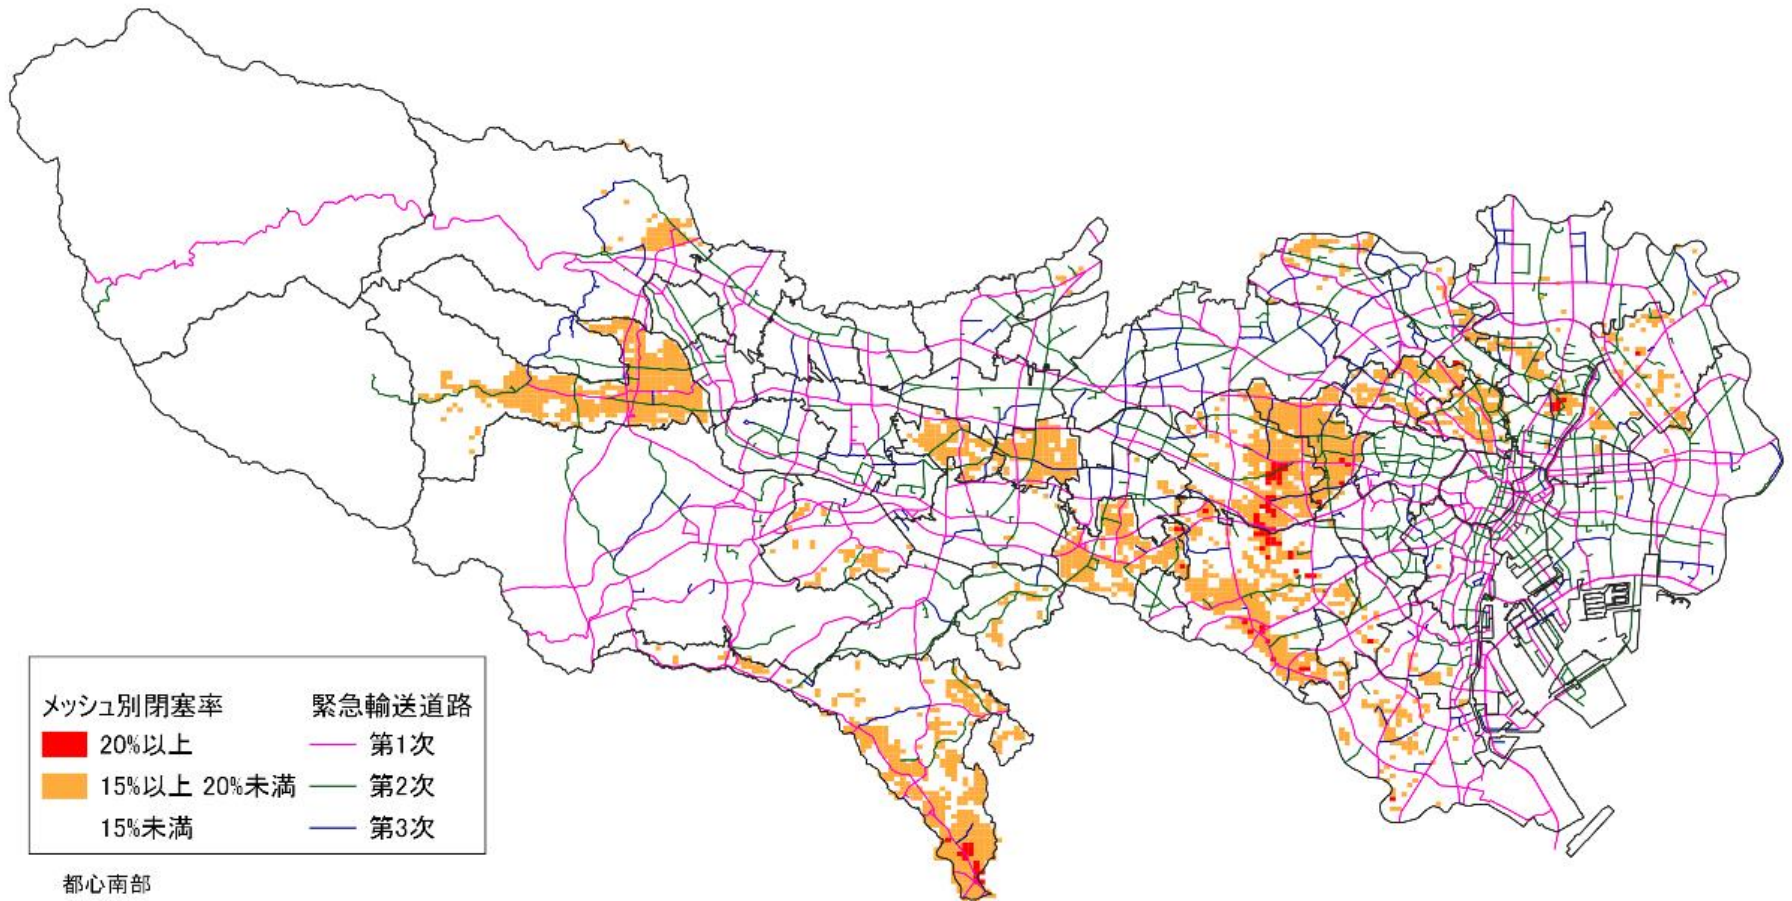 メッシュ別閉塞率 緊急輸送道路
20%以上 第1次
15%以上 20%未満 第2次
15%未満 第3次
都心南部